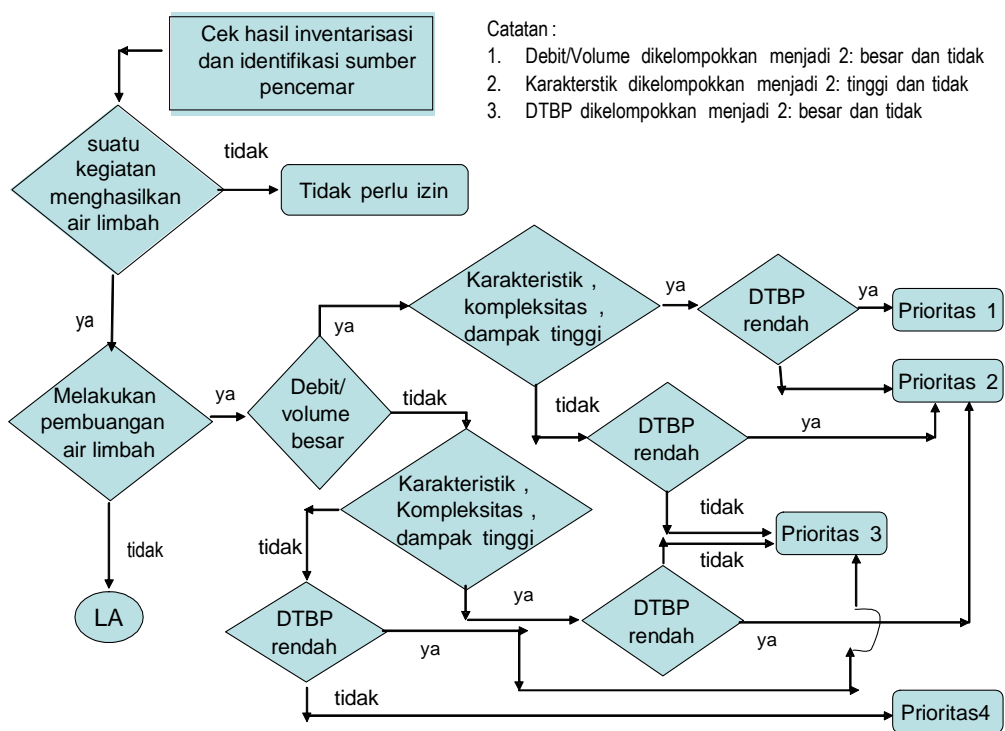 Cek hasil inventarisasi
dan identifikasi sumber
pencemar
Catatan :
1. Debit/Volume dikelompokkan menjadi 2: besar dan tidak
2. Karakterstik dikelompokkan menjadi 2: tinggi dan tidak
3. DTBP dikelompokkan menjadi 2: besar dan tidak
suatu
kegiatan
menghasilkan
air limbah
tidak
Tidak perlu izin
ya
Melakukan
pembuangan
air limbah
ya
tidak
LA
Debit/
volume
besar
ya
tidak
Karakteristik ,
kompleksitas ,
dampak tinggi
ya
DTBP
rendah
ya
Prioritas 1
Prioritas 2
tidak
DTBP
rendah
ya
tidak
Prioritas 3
Karakteristik ,
Kompleksitas ,
dampak tinggi
tidak
ya
DTBP
rendah
tidak
ya
DTBP
rendah
ya
tidak
Prioritas4